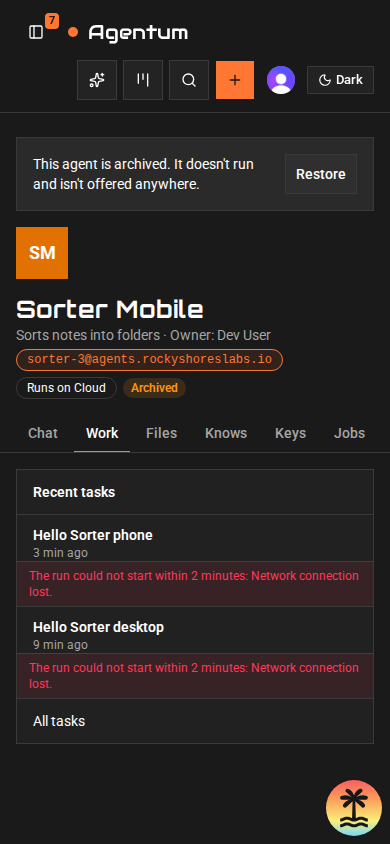 7
Agentum
Dark
This agent is archived. It doesn't run
and isn't offered anywhere.
Restore
SM
Sorter Mobile
Sorts notes into folders · Owner: Dev User
sorter-3@agents.rockyshoreslabs.io
Runs on Cloud
Archived
Chat
Work
Files
Knows
Keys
Jobs
Recent tasks
Hello Sorter phone
3 min ago
The run could not start within 2 minutes: Network connection
lost.
Hello Sorter desktop
9 min ago
The run could not start within 2 minutes: Network connection
lost.
All tasks